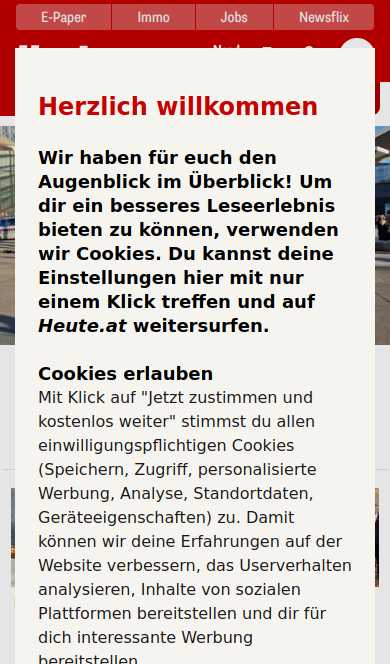 E-Paper Immo Jobs Newsflix
Herzlich willkommen
Wir haben für euch den
Augenblick im Überblick! Um
dir ein besseres Leseerlebnis
bieten zu können, verwenden
wir Cookies. Du kannst deine
Einstellungen hier mit nur
einem Klick treffen und auf
Heute.at weitersurfen.
Cookies erlauben
Mit Klick auf "Jetzt zustimmen und
kostenlos weiter" stimmst du allen
einwilligungspflichtigen Cookies
(Speichern, Zugriff, personalisierte
Werbung, Analyse, Standortdaten,
Geräteeigenschaften) zu. Damit
können wir deine Erfahrungen auf der
Website verbessern, das Userverhalten
analysieren, Inhalte von sozialen
Plattformen bereitstellen und dir für
dich interessante Werbung
bereitstellen